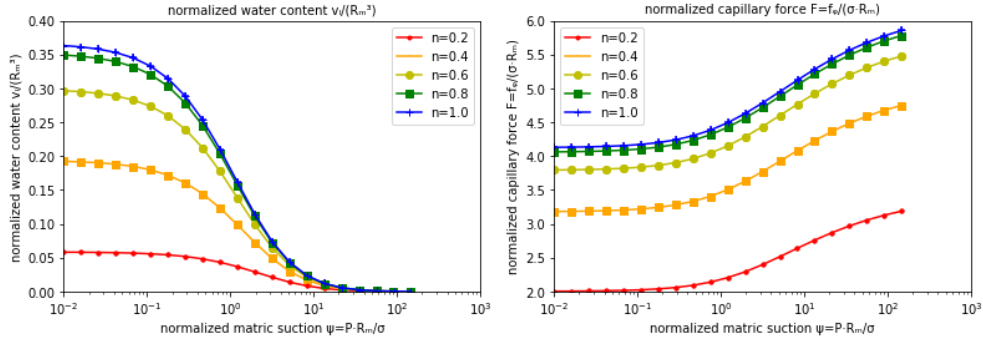 normalized water content vₗ/(Rₘ³)
normalized water content vₗ/(Rₘ³)
0.40
0.35
0.30
0.25
0.20
0.15
0.10
0.05
0.00
n=0.2
n=0.4
n=0.6
n=0.8
n=1.0
10⁻² 10⁻¹ 10⁰ 10¹ 10² 10³
normalized matric suction ψ=P·Rₘ/σ
normalized capillary force F=fᵩ/(σ·Rₘ)
normalized capillary force F=fᵩ/(σ·Rₘ)
6.0
5.5
5.0
4.5
4.0
3.5
3.0
2.5
2.0
n=0.2
n=0.4
n=0.6
n=0.8
n=1.0
10⁻² 10⁻¹ 10⁰ 10¹ 10² 10³
normalized matric suction ψ=P·Rₘ/σ